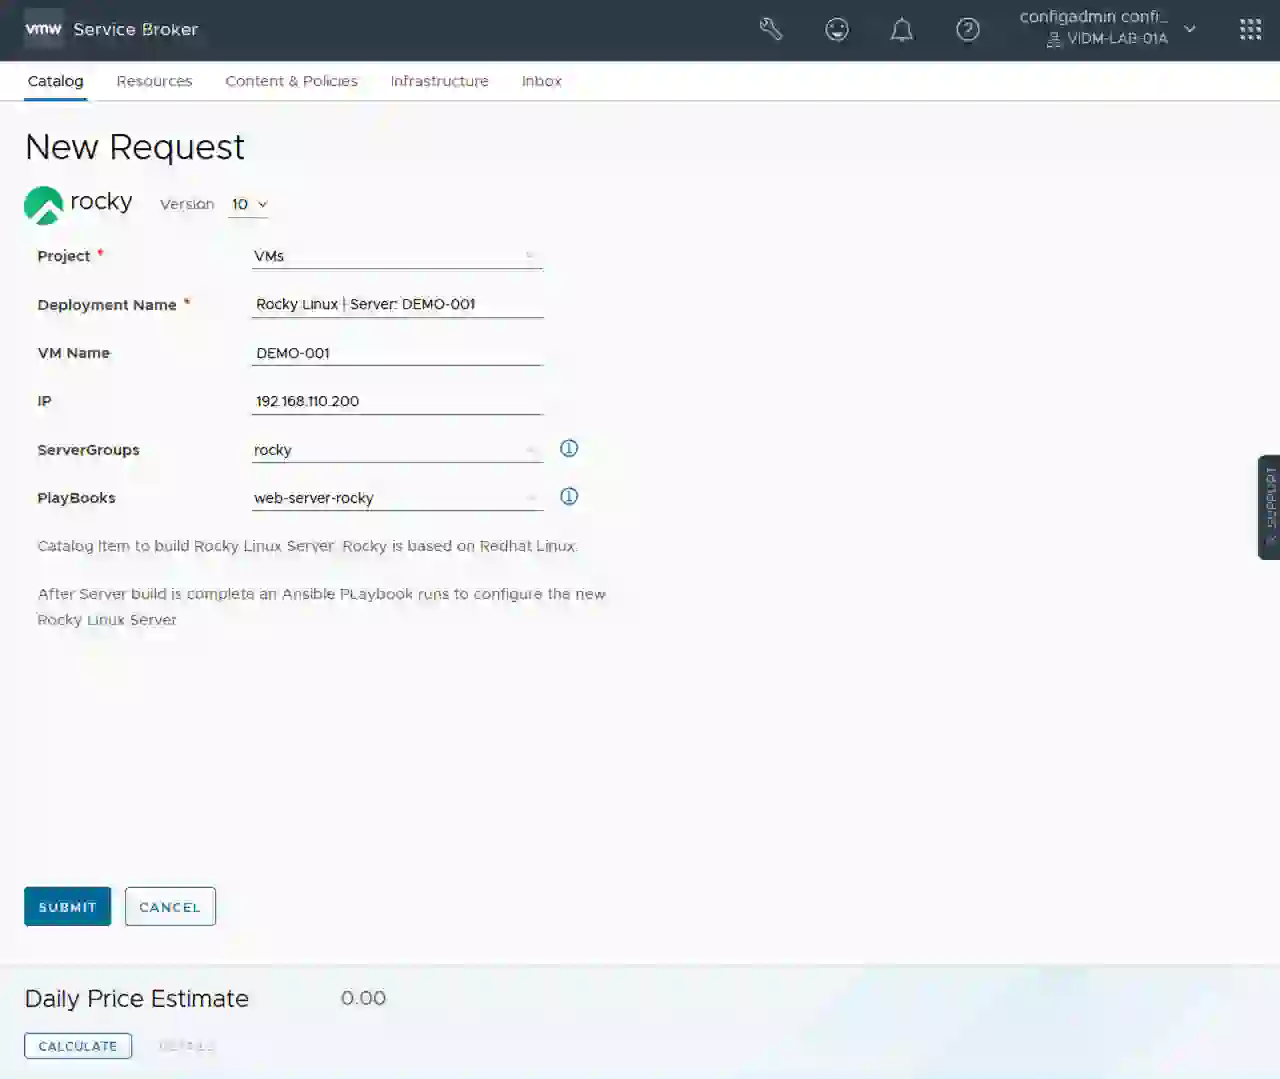 vmw Service Broker
configadmin confi...
VIDM-LAB-01A
Catalog Resources Content & Policies Infrastructure Inbox
New Request
rocky Version 10
Project * VMs
Deployment Name * Rocky Linux | Server: DEMO-001
VM Name DEMO-001
IP 192.168.110.200
ServerGroups rocky
PlayBooks web-server-rocky
Catalog Item to build Rocky Linux Server. Rocky is based on Redhat Linux.
After Server build is complete an Ansible PLaybook runs to configure the new
Rocky Linux Server
SUPPORT
SUBMIT CANCEL
Daily Price Estimate 0.00
CALCULATE DETAILS